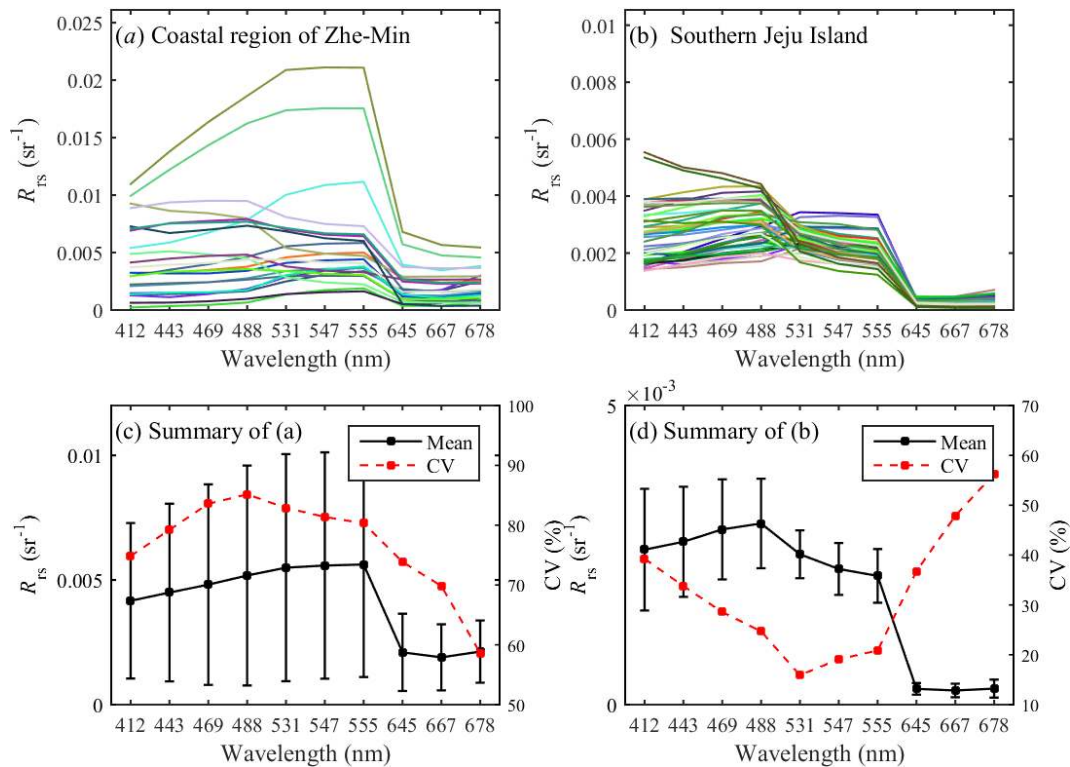 (a) Coastal region of Zhe-Min
0.025
0.02
0.015
0.01
0.005
0
Rrs (sr-1)
412 443 469 488 531 547 555 645 667 678
Wavelength (nm)
(b) Southern Jeju Island
0.01
0.006
0.004
0.002
0
Rrs (sr-1)
412 443 469 488 531 547 555 645 667 678
Wavelength (nm)
(c) Summary of (a)
Mean
CV
0.01
0.005
0
Rrs (sr-1)
100
90
80
70
60
50
CV (%)
412 443 469 488 531 547 555 645 667 678
Wavelength (nm)
×10-3
(d) Summary of (b)
Mean
CV
5
0
Rrs (sr-1)
70
60
50
40
30
20
10
CV (%)
412 443 469 488 531 547 555 645 667 678
Wavelength (nm)